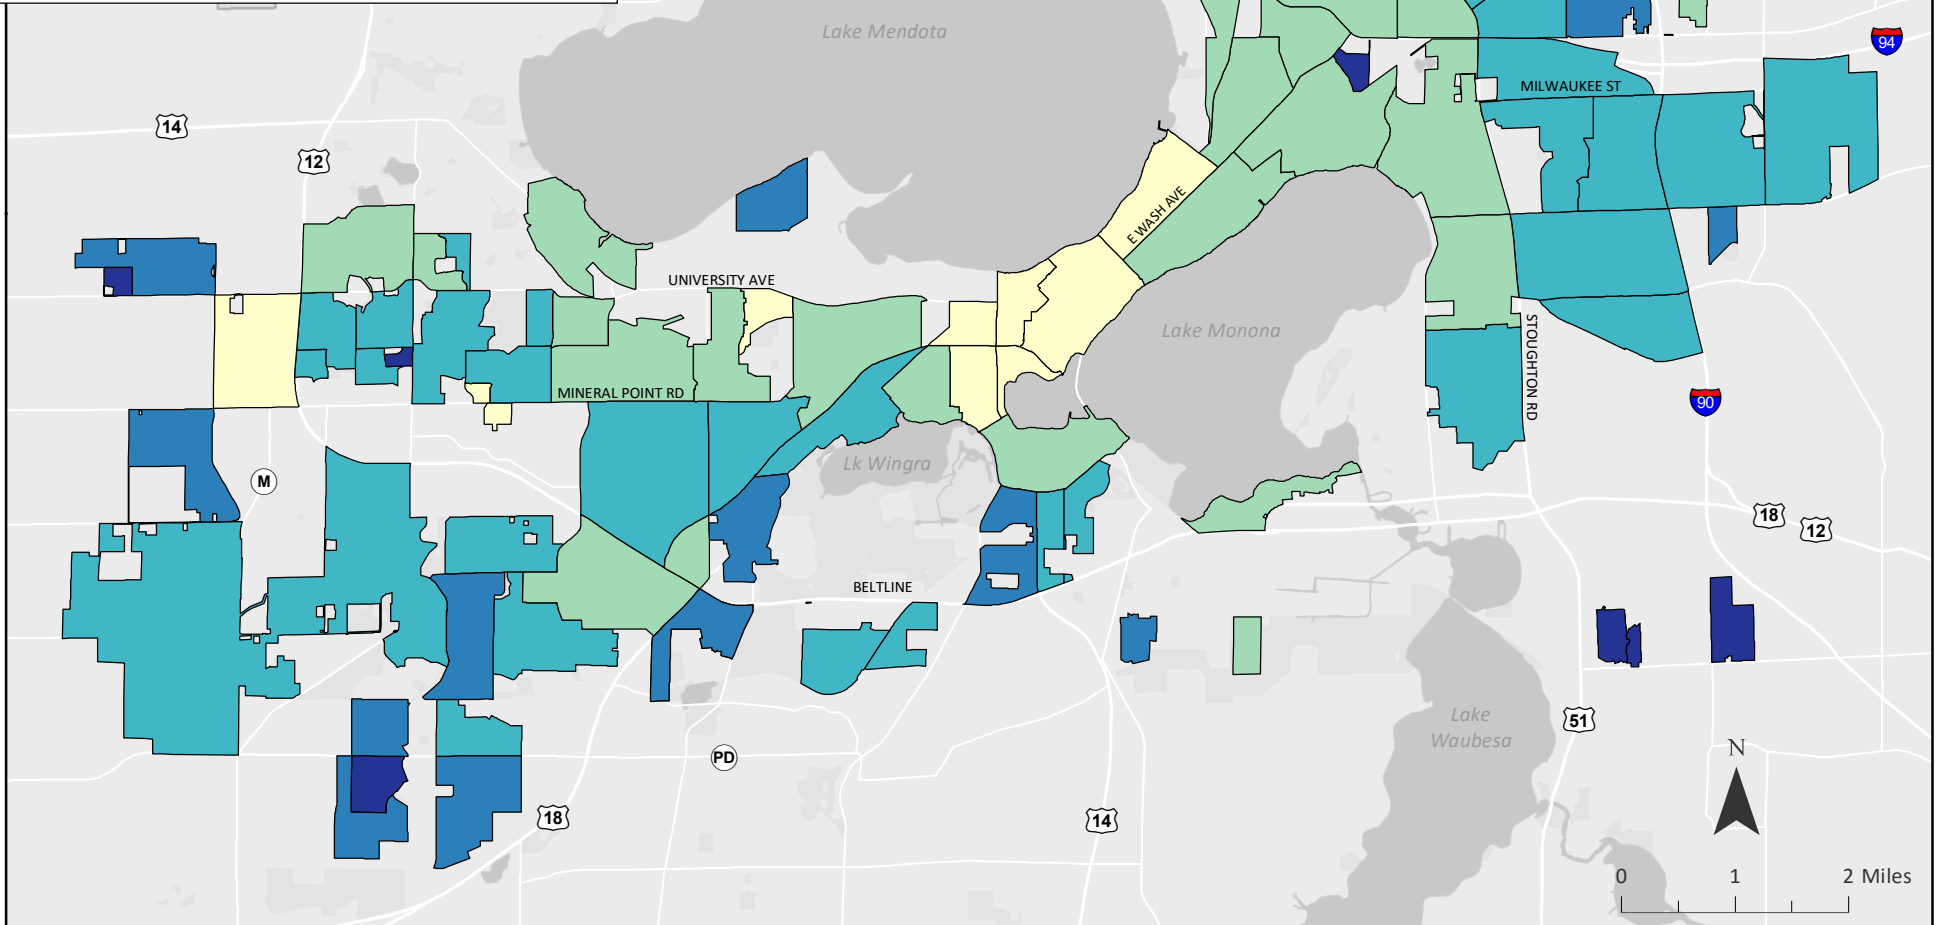 Lake Mendota
94
MILWAUKEE ST
14
12
E WASH AVE
UNIVERSITY AVE
Lake Monona
STOUGHTON RD
MINERAL POINT RD
90
Lk Wingra
M
18
12
BELTLINE
51
Lake
Waubesa
N
PD
18
14
0 1 2 Miles